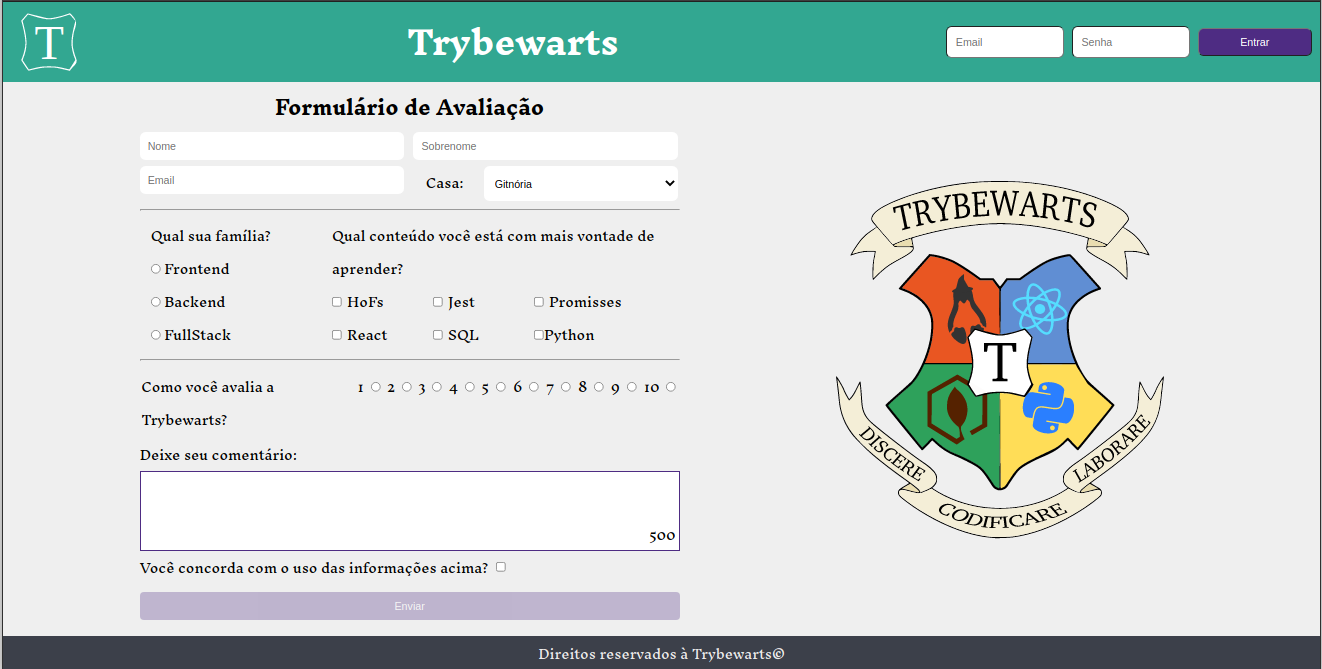 T
Trybewarts
Email
Senha
Entrar
Formulário de Avaliação
Nome
Sobrenome
Email
Casa:
Gitnória
Qual sua família?
Frontend
Backend
FullStack
Qual conteúdo você está com mais vontade de
aprender?
HoFs Jest Promisses
React SQL Python
Como você avalia a
Trybewarts?
1 2 3 4 5 6 7 8 9 10
Deixe seu comentário:
500
Você concorda com o uso das informações acima?
Enviar
TRYBEWARTS
T
DISCERE
CODIFICARE
LABORARE
Direitos reservados à Trybewarts©